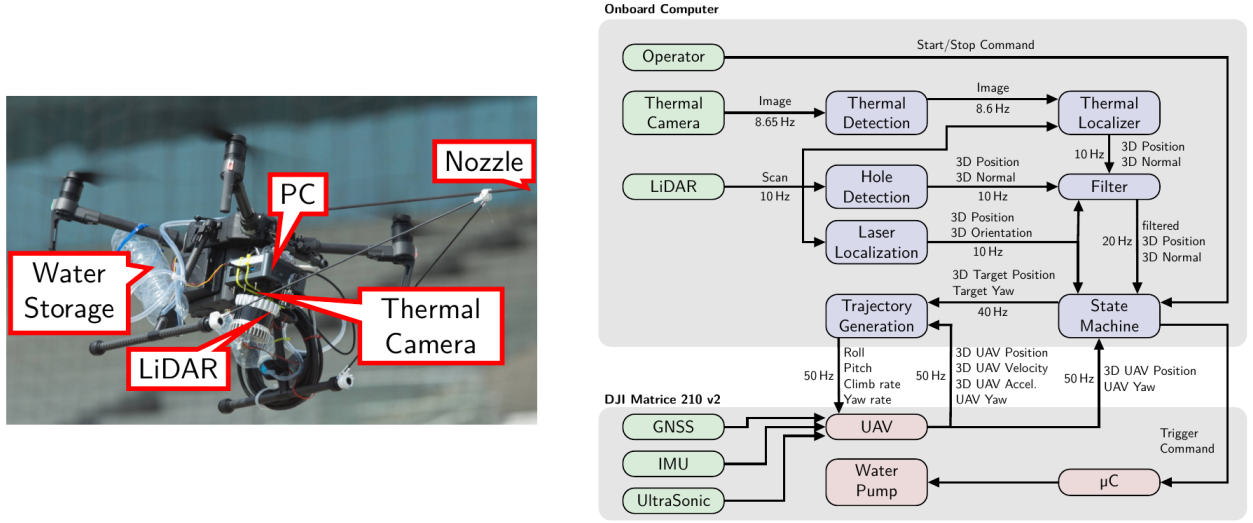 Nozzle
PC
Water
Storage
Thermal
Camera
LiDAR
Onboard Computer
Operator
Start/Stop Command
Thermal
Camera
Image
8.65 Hz
Thermal
Detection
Image
8.6 Hz
Thermal
Localizer
10 Hz
3D Position
3D Normal
LiDAR
Scan
10 Hz
Hole
Detection
3D Position
3D Normal
10 Hz
Filter
Laser
Localization
3D Position
3D Orientation
10 Hz
20 Hz
filtered
3D Position
3D Normal
Trajectory
Generation
3D Target Position
Target Yaw
40 Hz
State
Machine
50 Hz
Roll
Pitch
Climb rate
Yaw rate
50 Hz
3D UAV Position
3D UAV Velocity
3D UAV Accel.
UAV Yaw
50 Hz
3D UAV Position
UAV Yaw
DJI Matrice 210 v2
GNSS
IMU
UltraSonic
UAV
Trigger
Command
Water
Pump
µC